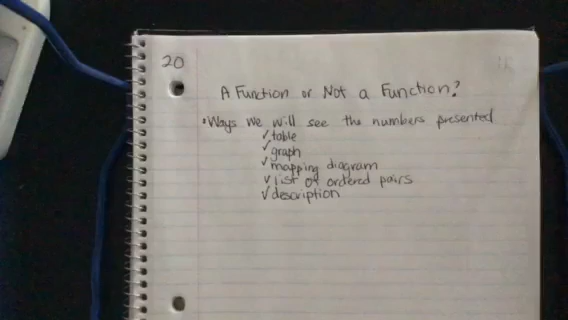 20
A Function or Not a Function?
•Ways we will see the numbers presented
✓table
✓graph
✓mapping diagram
✓list of ordered pairs
✓description